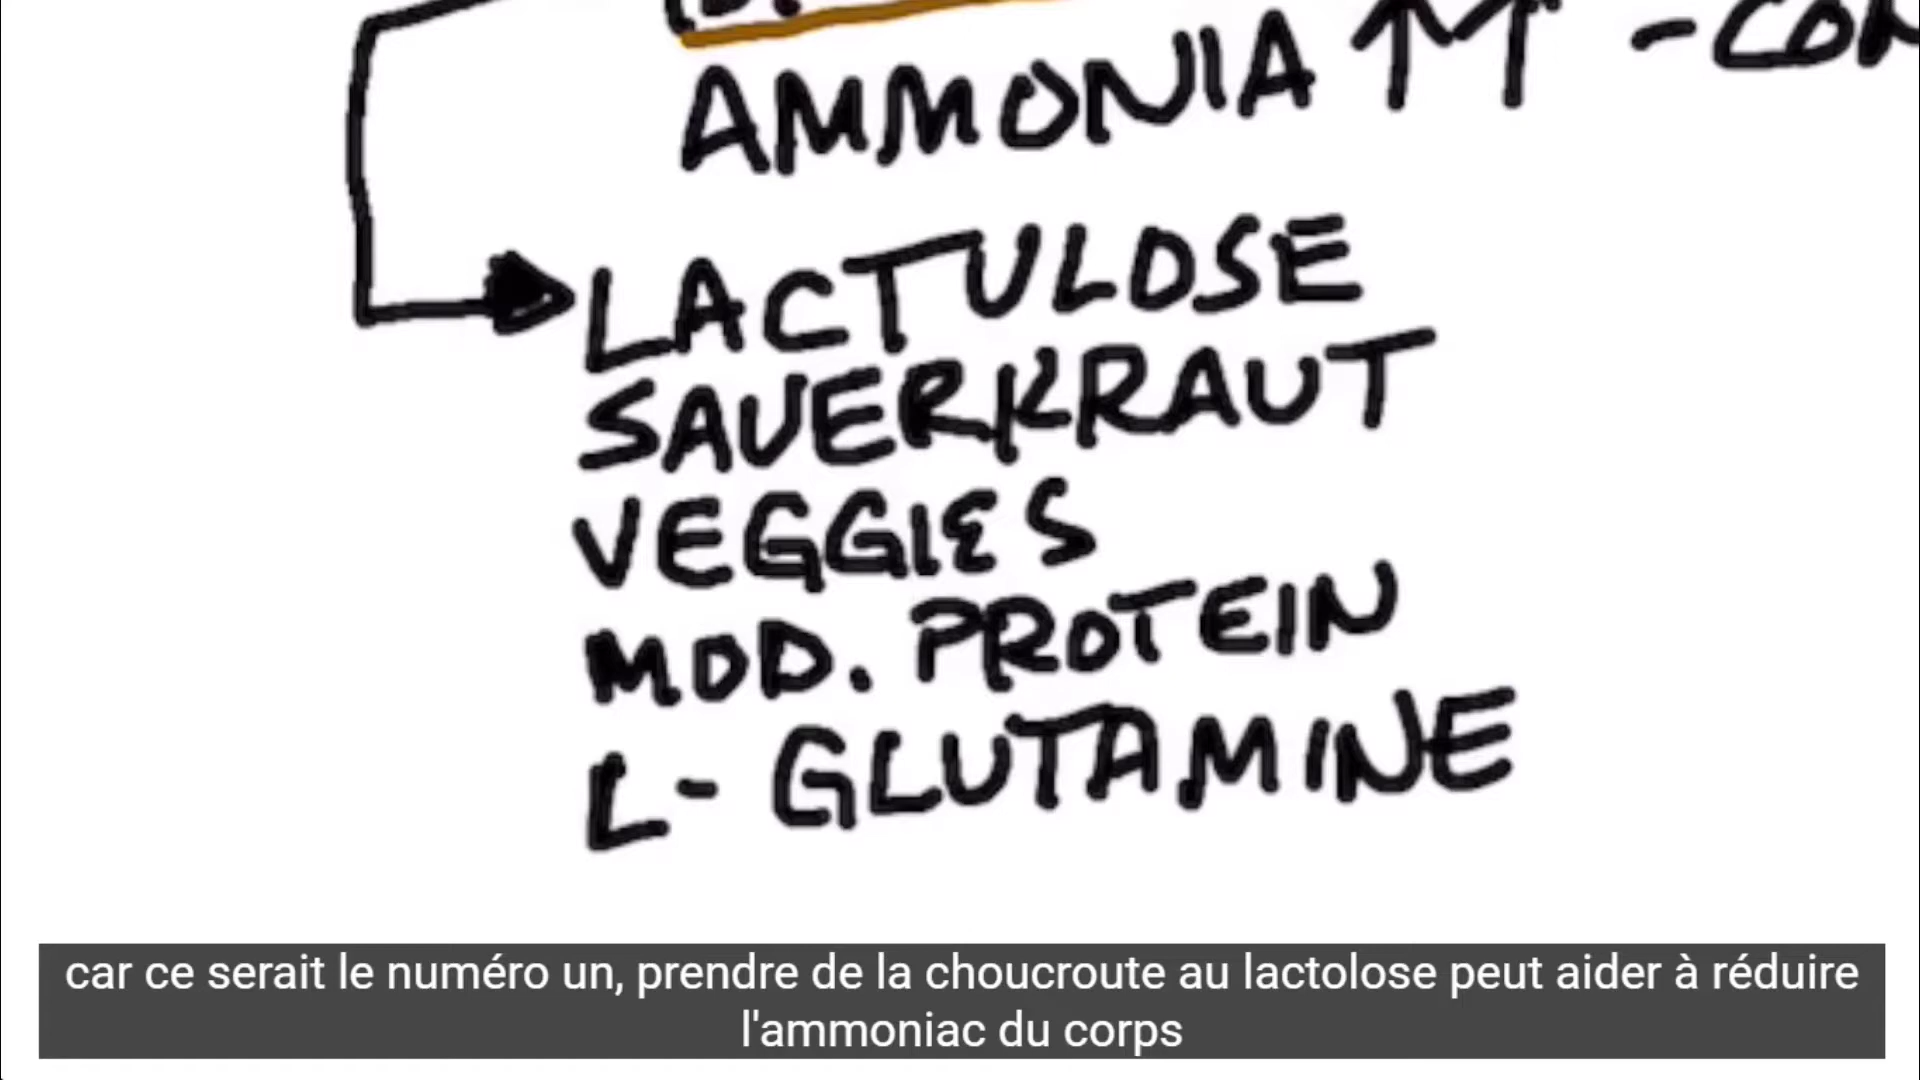 AMMONIA ↑↑ - CON
LACTULOSE
SAUERKRAUT
VEGGIES
MOD. PROTEIN
L- GLUTAMINE
car ce serait le numéro un, prendre de la choucroute au lactolose peut aider à réduire
l'ammoniac du corps